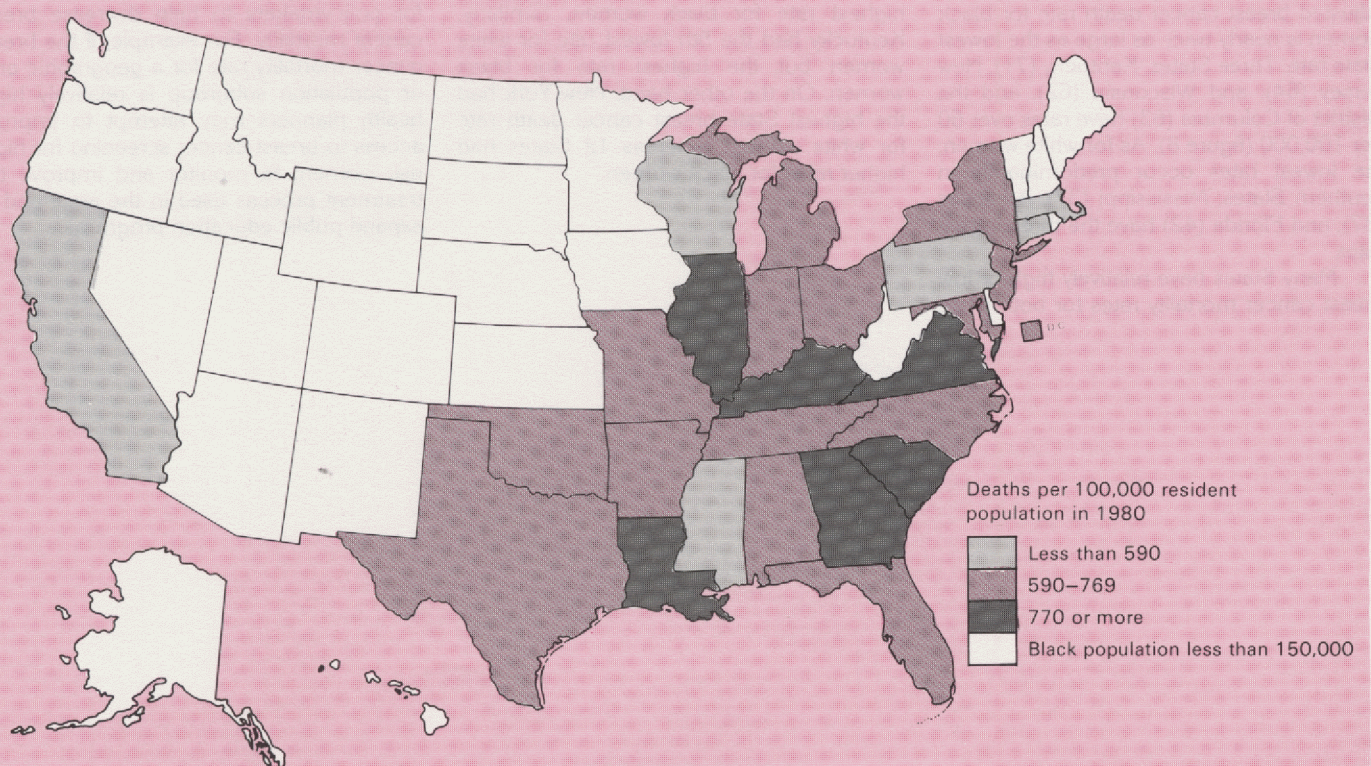 D C
Deaths per 100,000 resident
population in 1980
Less than 590
590–769
770 or more
Black population less than 150,000